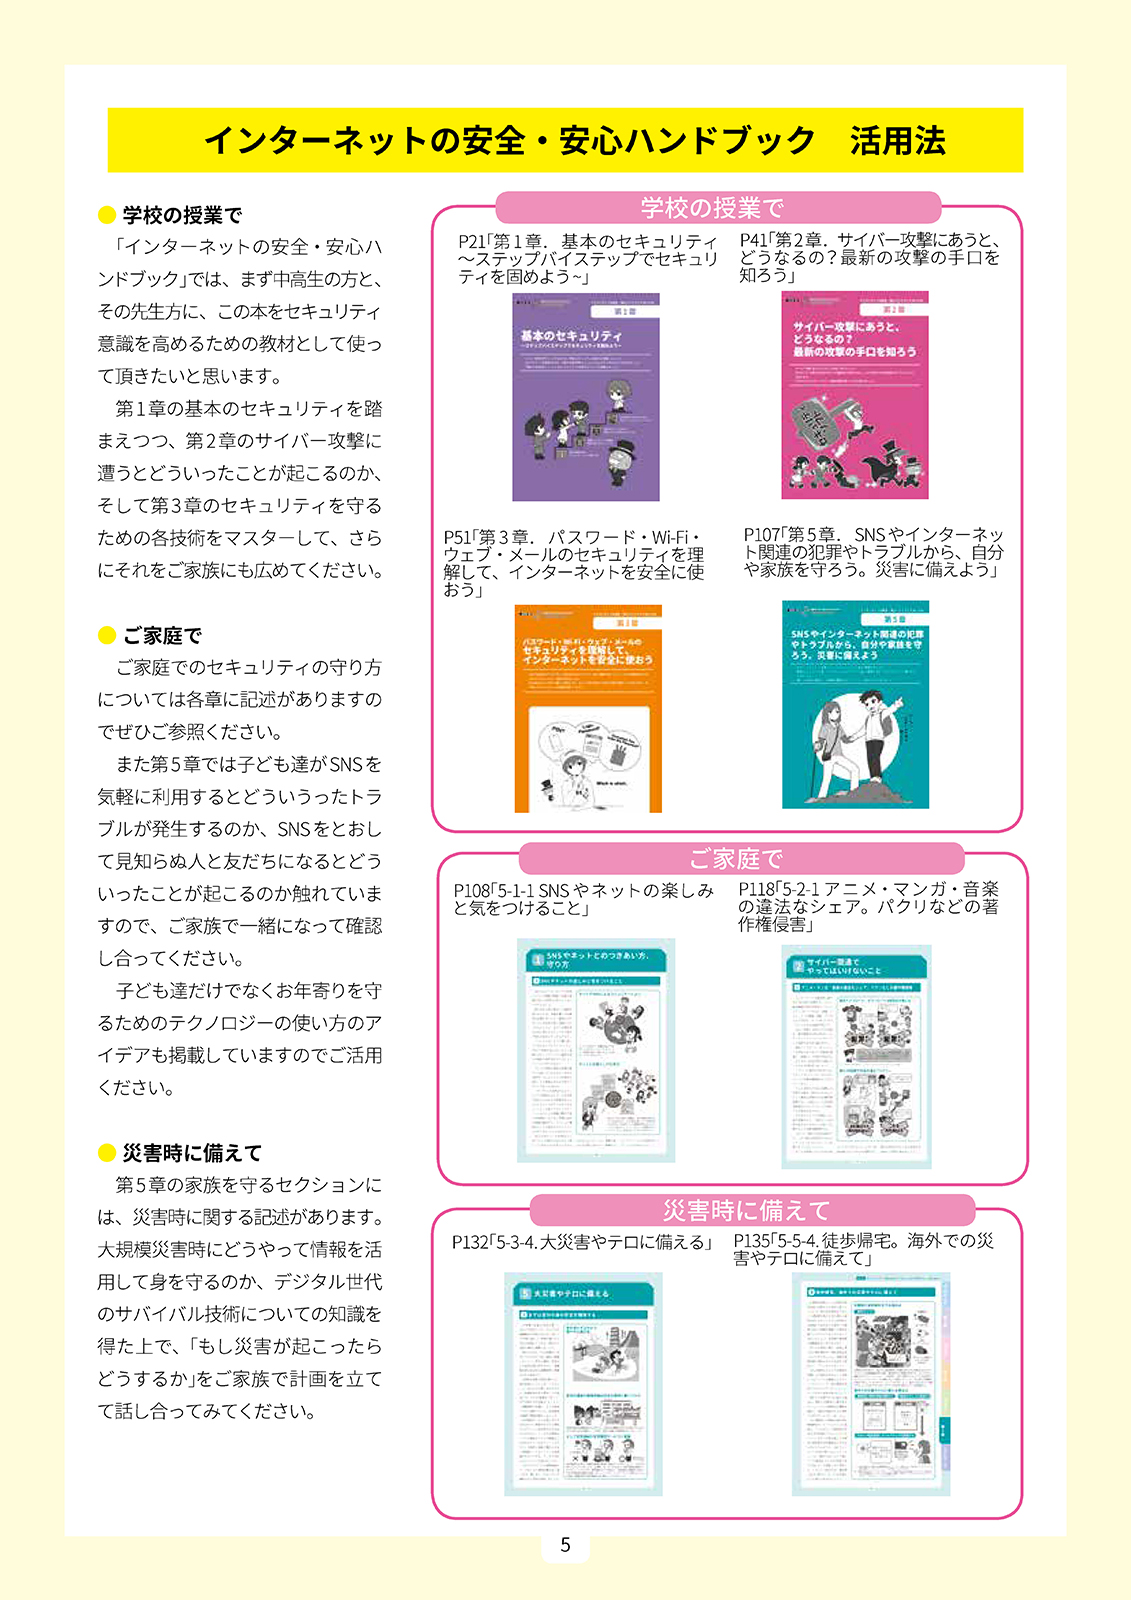 インターネットの安全・安心ハンドブック　活用法
● 学校の授業で
「インターネットの安全・安心ハ
ンドブック」では、まず中高生の方と、
その先生方に、この本をセキュリティ
意識を高めるための教材として使っ
て頂きたいと思います。
第1章の基本のセキュリティを踏
まえつつ、第2章のサイバー攻撃に
遭うとどういったことが起こるのか、
そして第3章のセキュリティを守る
ための各技術をマスターして、さら
にそれをご家族にも広めてください。
● ご家庭で
ご家庭でのセキュリティの守り方
については各章に記述がありますの
でぜひご参照ください。
また第5章では子ども達がSNSを
気軽に利用するとどういうったトラ
ブルが発生するのか、SNSをとおし
て見知らぬ人と友だちになるとどう
いったことが起こるのか触れていま
すので、ご家族で一緒になって確認
し合ってください。
子ども達だけでなくお年寄りを守
るためのテクノロジーの使い方のア
イデアも掲載していますのでご活用
ください。
● 災害時に備えて
第5章の家族を守るセクションに
は、災害時に関する記述があります。
大規模災害時にどうやって情報を活
用して身を守るのか、デジタル世代
のサバイバル技術についての知識を
得た上で、「もし災害が起こったら
どうするか」をご家族で計画を立て
て話し合ってみてください。
学校の授業で
P21「第1章．基本のセキュリティ
～ステップバイステップでセキュリ
ティを固めよう~」
第1章
基本のセキュリティ
～ステップバイステップでセキュリティを固めよう～
P41「第2章．サイバー攻撃にあうと、
どうなるの？最新の攻撃の手口を
知ろう」
第2章
サイバー攻撃にあうと、
どうなるの？
最新の攻撃の手口を知ろう
P51「第3章．パスワード・Wi-Fi・
ウェブ・メールのセキュリティを理
解して、インターネットを安全に使
おう」
第3章
パスワード・Wi-Fi・ウェブ・メールの
セキュリティを理解して、
インターネットを安全に使おう
P107「第5章．SNSやインターネッ
ト関連の犯罪やトラブルから、自分
や家族を守ろう。災害に備えよう」
第5章
SNSやインターネット関連の犯罪
やトラブルから、自分や家族を守
ろう。災害に備えよう
ご家庭で
P108「5-1-1 SNSやネットの楽しみ
と気をつけること」
1 SNSやネットとのつきあい方、
守り方
P118「5-2-1 アニメ・マンガ・音楽
の違法なシェア。パクリなどの著
作権侵害」
2 サイバー関連で
やってはいけないこと
災害時に備えて
P132「5-3-4.大災害やテロに備える」
5 大災害やテロに備える
P135「5-5-4.徒歩帰宅。海外での災
害やテロに備えて」
5